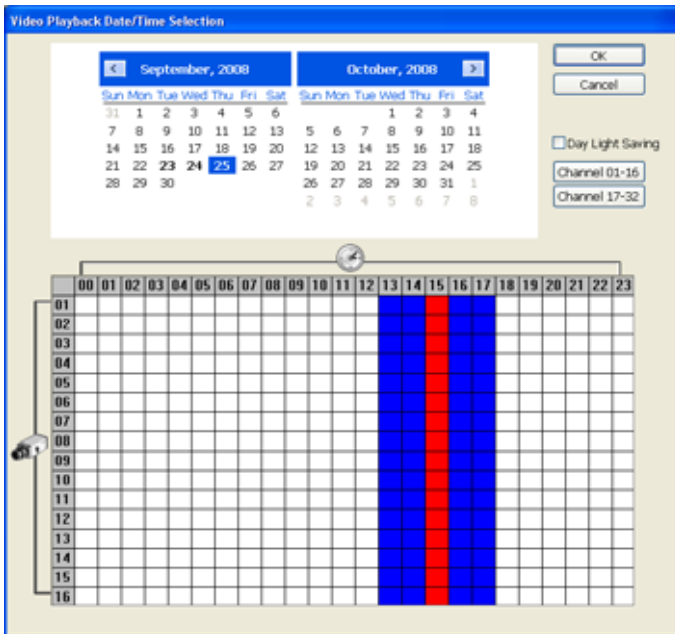 Video Playback Date/Time Selection
< September, 2008 October, 2008 >
Sun Mon Tue Wed Thu Fri Sat Sun Mon Tue Wed Thu Fri Sat
31 1 2 3 4 5 6 1 2 3 4
7 8 9 10 11 12 13 5 6 7 8 9 10 11
14 15 16 17 18 19 20 12 13 14 15 16 17 18
21 22 23 24 25 26 27 19 20 21 22 23 24 25
28 29 30 26 27 28 29 30 31 1
2 3 4 5 6 7 8
OK
Cancel
Day Light Saving
Channel 01-16
Channel 17-32
00 01 02 03 04 05 06 07 08 09 10 11 12 13 14 15 16 17 18 19 20 21 22 23
01
02
03
04
05
06
07
08
09
10
11
12
13
14
15
16